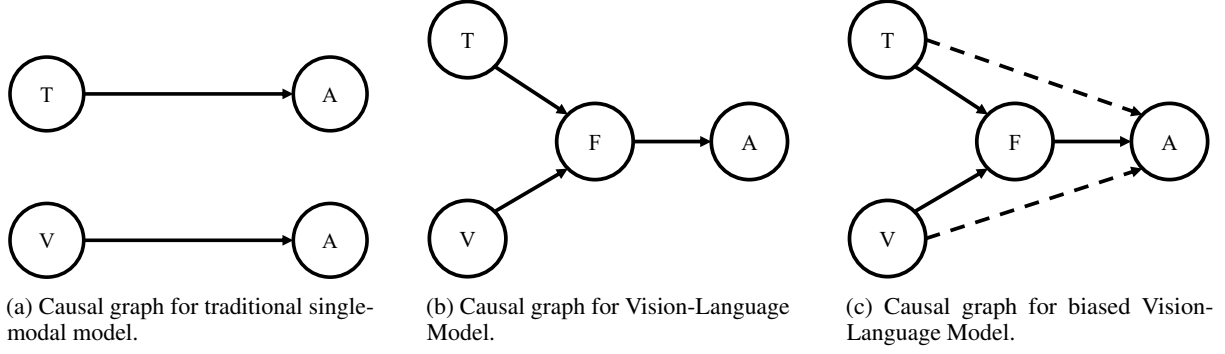 T
A
V
A
(a) Causal graph for traditional single-
modal model.
T
F
A
V
(b) Causal graph for Vision-Language
Model.
T
F
A
V
(c) Causal graph for biased Vision-
Language Model.